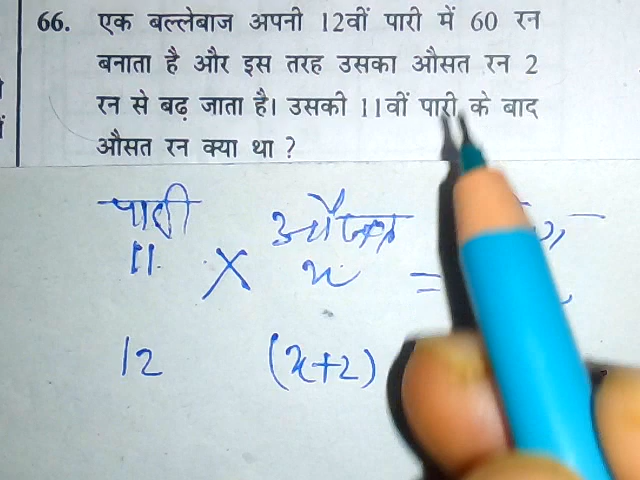 66. एक बल्लेबाज अपनी 12वीं पारी में 60 रन
बनाता है और इस तरह उसका औसत रन 2
रन से बढ़ जाता है। उसकी 11वीं पारी के बाद
औसत रन क्या था ?
पारी औसत
11 × x =
12 (x+2)